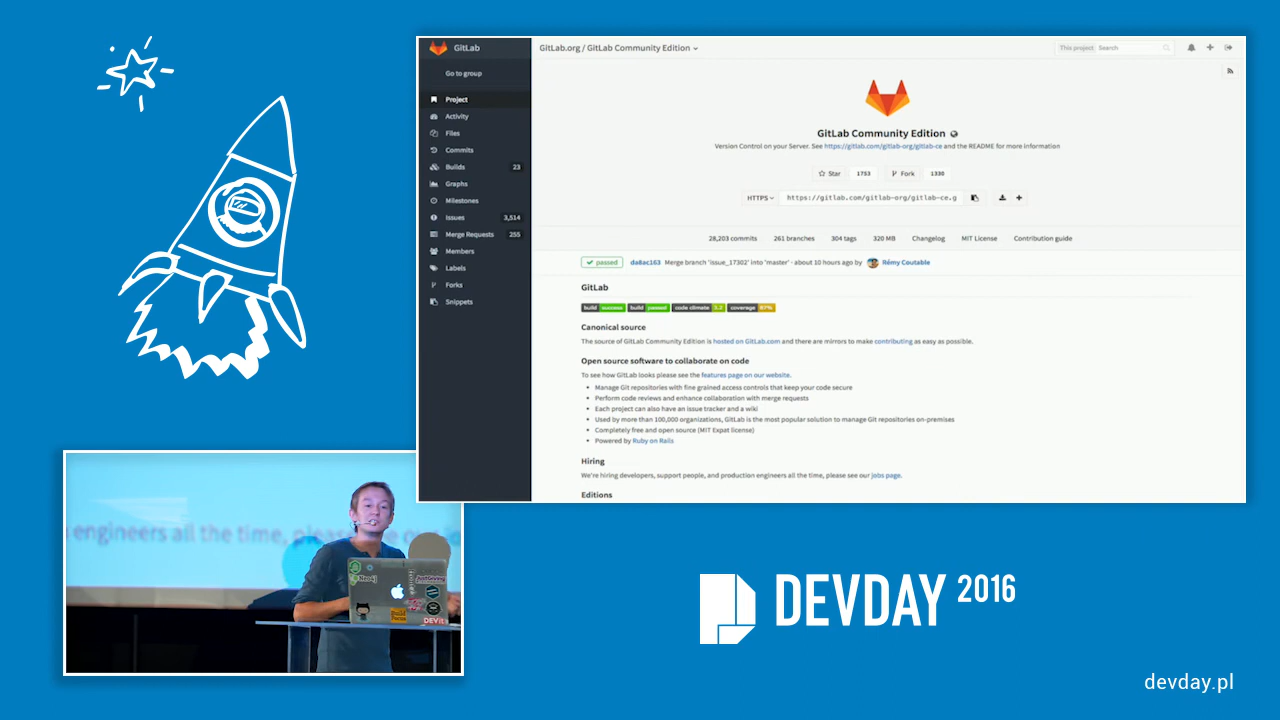 GitLab
GitLab.org / GitLab Community Edition
This project Search
Go to group
Project
Activity
Files
Commits
Builds 23
Graphs
Milestones
Issues 3,514
Merge Requests 255
Members
Labels
Forks
Snippets
GitLab Community Edition
Version Control on your Server. See https://gitlab.com/gitlab-org/gitlab-ce and the README for more information
Star 1753 Fork 1330
HTTPS https://gitlab.com/gitlab-org/gitlab-ce.g
28,203 commits 261 branches 304 tags 320 MB Changelog MIT License Contribution guide
passed da8ac163 Merge branch 'issue_17302' into 'master' · about 10 hours ago by Rémy Coutable
GitLab
build success build passed code climate 3.2 coverage 67%
Canonical source
The source of GitLab Community Edition is hosted on GitLab.com and there are mirrors to make contributing as easy as possible.
Open source software to collaborate on code
To see how GitLab looks please see the features page on our website.
• Manage Git repositories with fine grained access controls that keep your code secure
• Perform code reviews and enhance collaboration with merge requests
• Each project can also have an issue tracker and a wiki
• Used by more than 100,000 organizations, GitLab is the most popular solution to manage Git repositories on-premises
• Completely free and open source (MIT Expat license)
• Powered by Ruby on Rails
Hiring
We're hiring developers, support people, and production engineers all the time, please see our jobs page.
Editions
engineers all the time, please
Neo4j
JustGiving
Build
Focus
DEVit
DEVDAY 2016
devday.pl